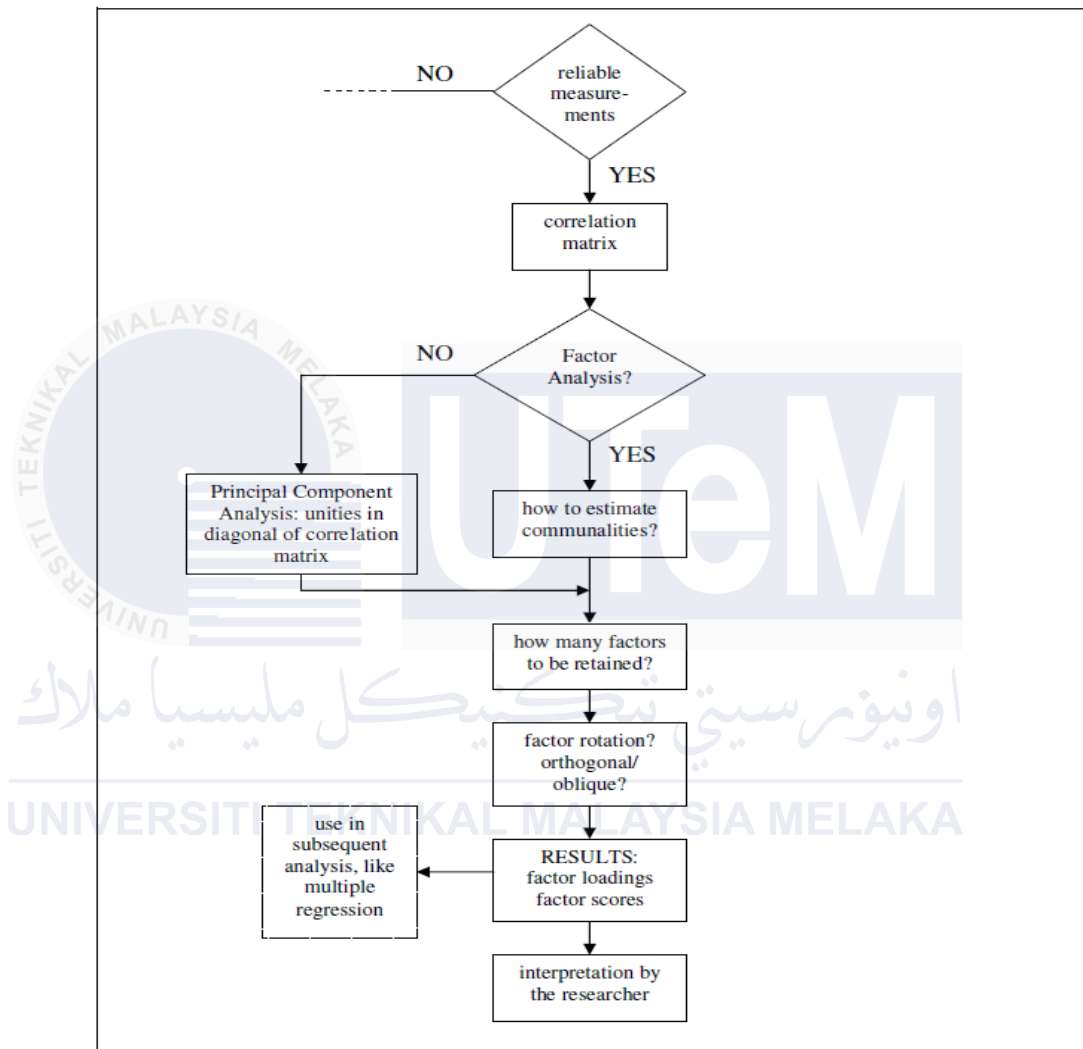 reliable
measure-
ments
NO
YES
correlation
matrix
Factor
Analysis?
NO
YES
Principal Component
Analysis: unities in
diagonal of correlation
matrix
how to estimate
communalities?
how many factors
to be retained?
factor rotation?
orthogonal/
oblique?
RESULTS:
factor loadings
factor scores
use in
subsequent
analysis, like
multiple
regression
interpretation by
the researcher
UNIVERSITI TEKNIKAL MALAYSIA MELAKA
UTeM
اونيۏرسيتي تيکنيکل مليسيا ملاک
UNIVERSITI TEKNIKAL MALAYSIA MELAKA